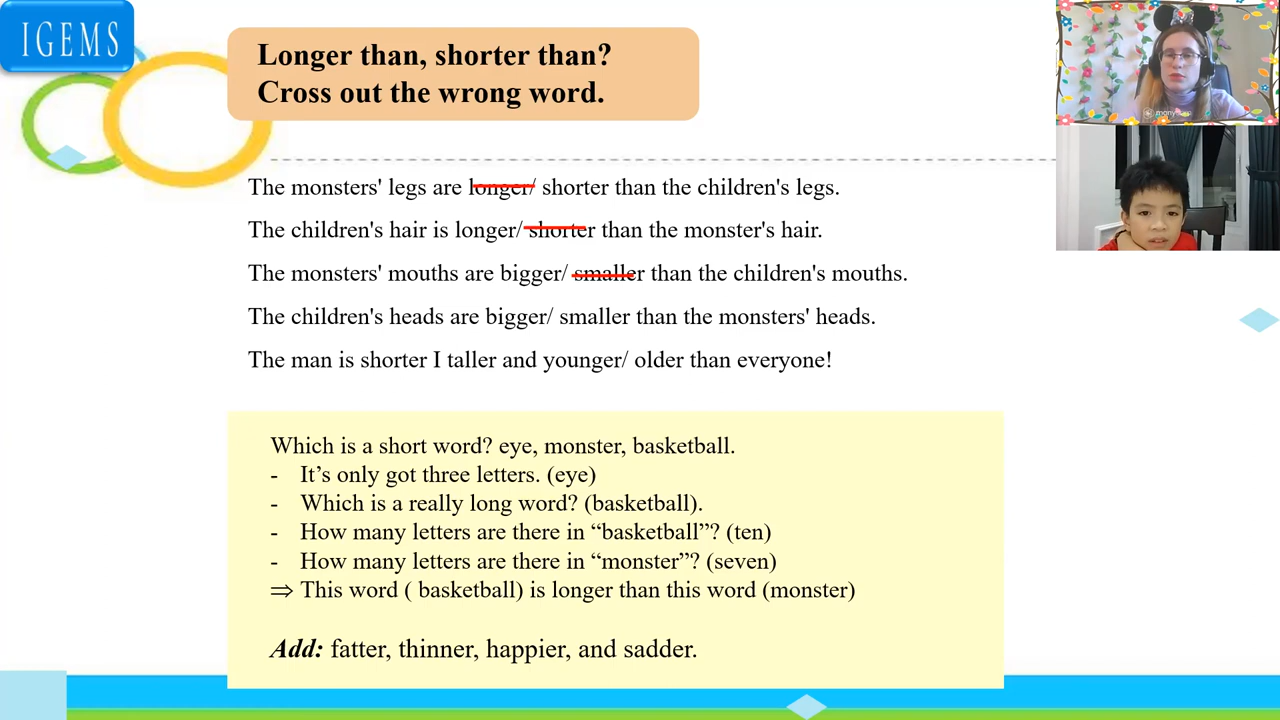 IGEMS
Longer than, shorter than?
Cross out the wrong word.
The monsters' legs are longer/ shorter than the children's legs.
The children's hair is longer/ shorter than the monster's hair.
The monsters' mouths are bigger/ smaller than the children's mouths.
The children's heads are bigger/ smaller than the monsters' heads.
The man is shorter I taller and younger/ older than everyone!
Which is a short word? eye, monster, basketball.
- It’s only got three letters. (eye)
- Which is a really long word? (basketball).
- How many letters are there in “basketball”? (ten)
- How many letters are there in “monster”? (seven)
⇒ This word ( basketball) is longer than this word (monster)
Add: fatter, thinner, happier, and sadder.